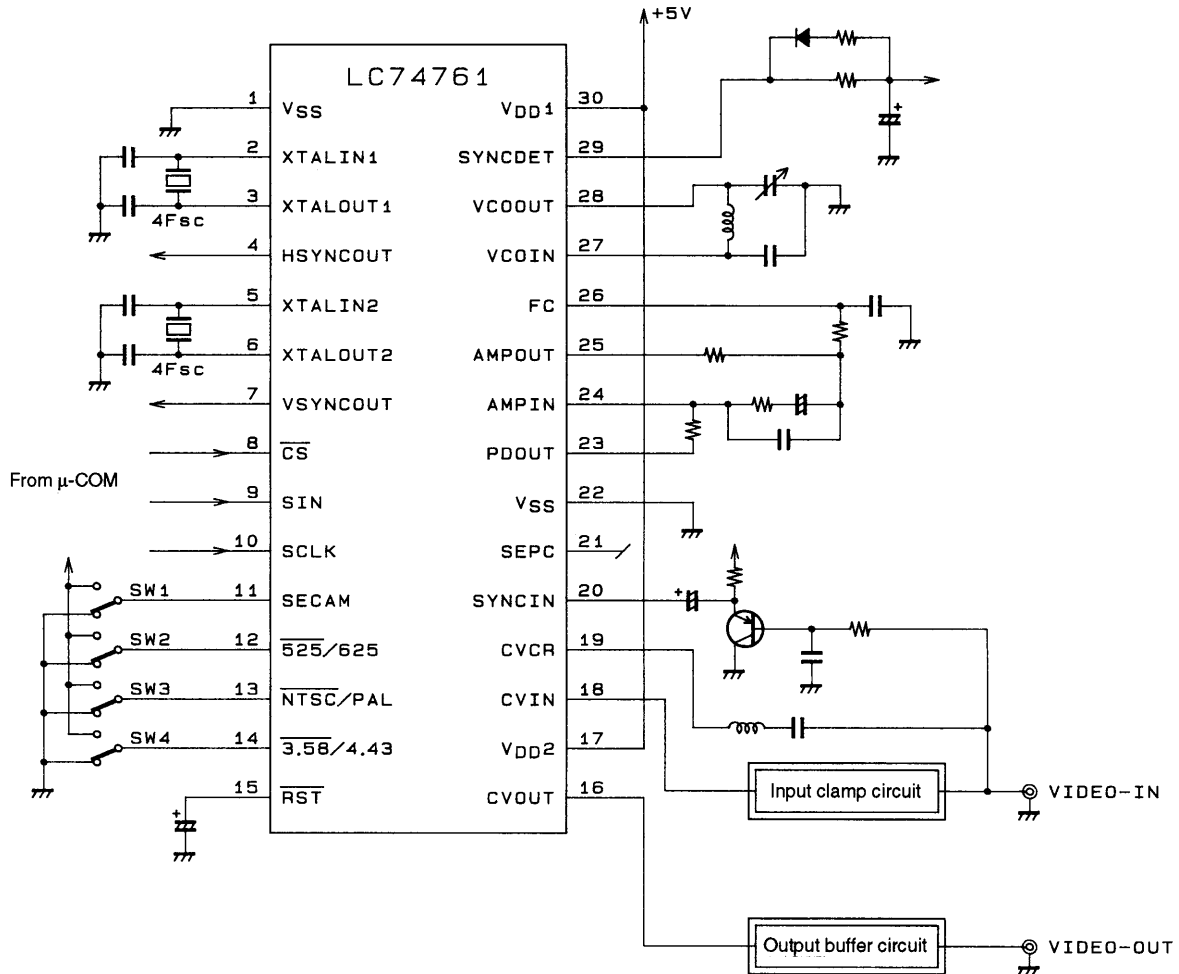 +5V
LC74761
1 VSS
VDD1 30
2 XTALIN1
SYNCDET 29
3 XTALOUT1
VCOOUT 28
4Fsc
4 HSYNCOUT
VCOIN 27
5 XTALIN2
FC 26
6 XTALOUT2
AMPOUT 25
4Fsc
7 VSYNCOUT
AMPIN 24
8 CS
PDOUT 23
From µ-COM
9 SIN
VSS 22
10 SCLK
SEPC 21
SW1 11 SECAM
SYNCIN 20
SW2 12 525/625
CVCR 19
SW3 13 NTSC/PAL
CVIN 18
SW4 14 3.58/4.43
VDD2 17
15 RST
CVOUT 16
Input clamp circuit
VIDEO-IN
Output buffer circuit
VIDEO-OUT